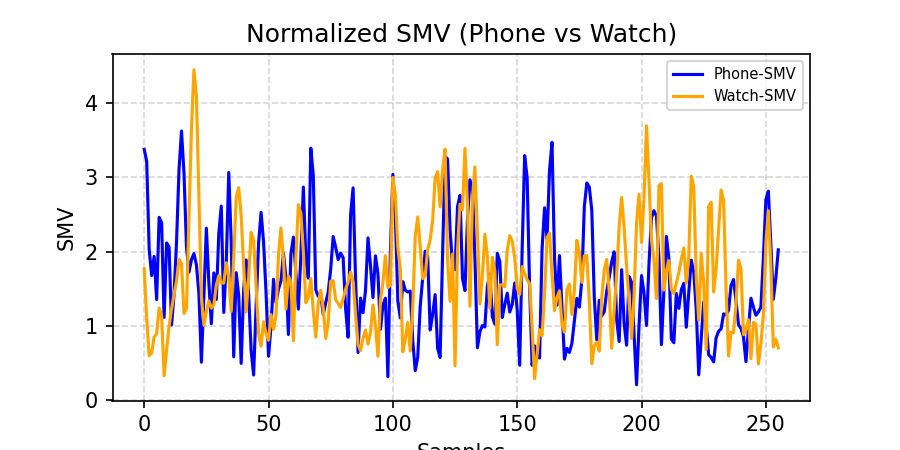 Normalized SMV (Phone vs Watch)
Phone-SMV
Watch-SMV
SMV
4
3
2
1
0
0 50 100 150 200 250
Samples